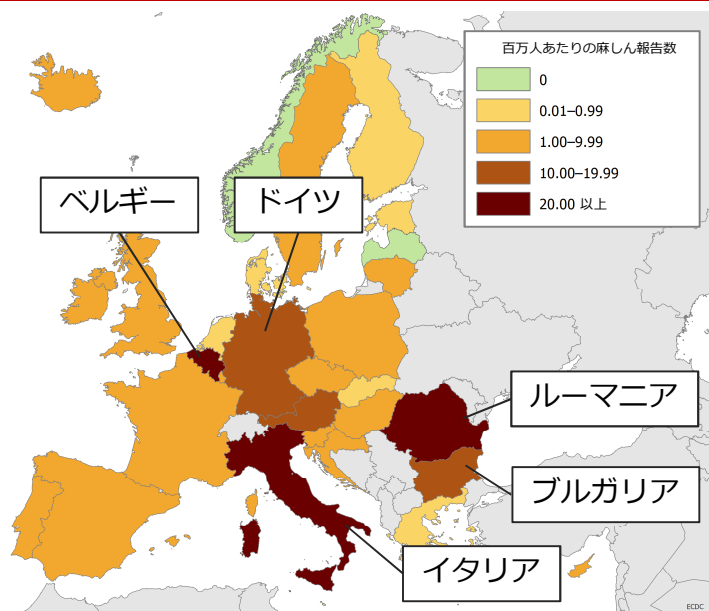 百万人あたりの麻しん報告数
0
0.01–0.99
1.00–9.99
10.00–19.99
20.00 以上
ベルギー
ドイツ
ルーマニア
ブルガリア
イタリア
ECDC